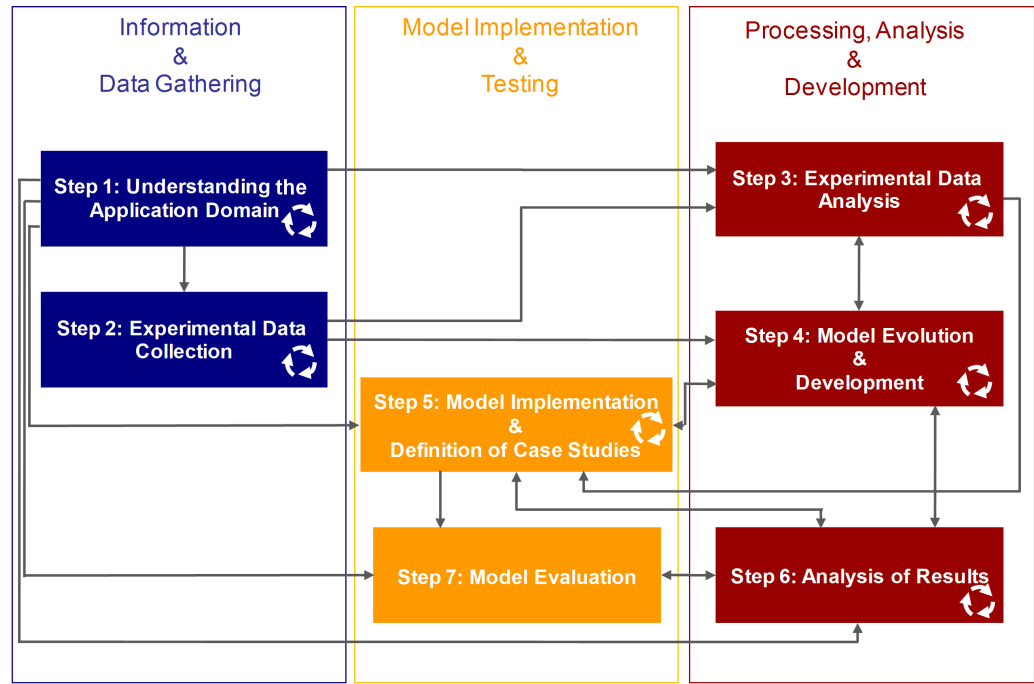 Information
&
Data Gathering
Model Implementation
&
Testing
Processing, Analysis
&
Development
Step 1: Understanding the
Application Domain
Step 3: Experimental Data
Analysis
Step 2: Experimental Data
Collection
Step 4: Model Evolution
&
Development
Step 5: Model Implementation
&
Definition of Case Studies
Step 7: Model Evaluation
Step 6: Analysis of Results